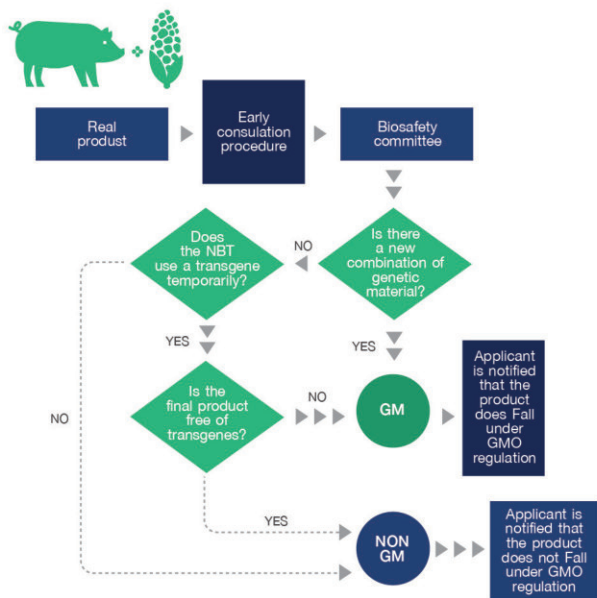 Real
produst
Early
consulation
procedure
Biosafety
committee
Does
the NBT
use a transgene
temporarily?
NO
Is there
a new
combination of
genetic
material?
YES
YES
Applicant
is notified
that the
product
does Fall
under
GMO
regulation
NO
Is the
final product
free of
transgenes?
NO
GM
YES
NON
GM
Applicant is
notified that
the product
does not Fall
under GMO
regulation